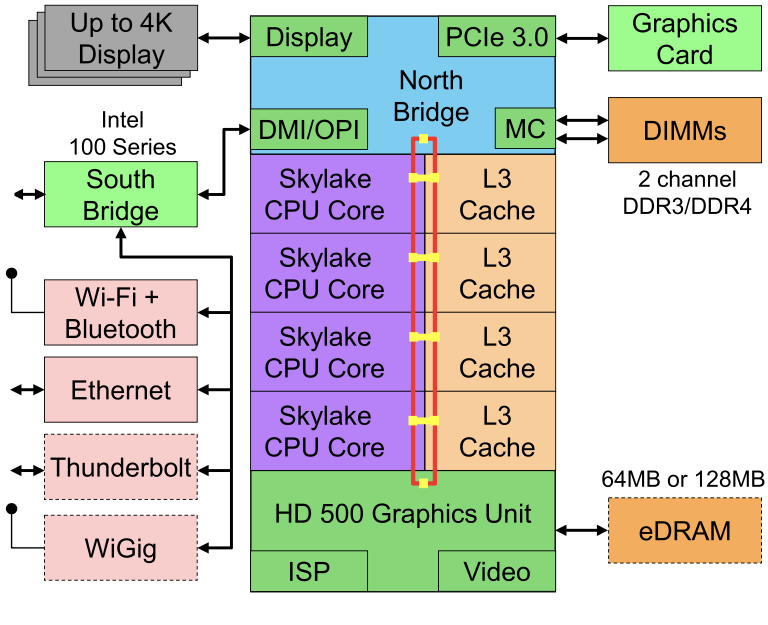 Up to 4K
Display
Display
PCIe 3.0
Graphics
Card
North
Bridge
Intel
100 Series
DMI/OPI
MC
DIMMs
South
Bridge
2 channel
DDR3/DDR4
Skylake
CPU Core
L3
Cache
Skylake
CPU Core
L3
Cache
Wi-Fi +
Bluetooth
Skylake
CPU Core
L3
Cache
Ethernet
Skylake
CPU Core
L3
Cache
Thunderbolt
64MB or 128MB
HD 500 Graphics Unit
eDRAM
WiGig
ISP
Video